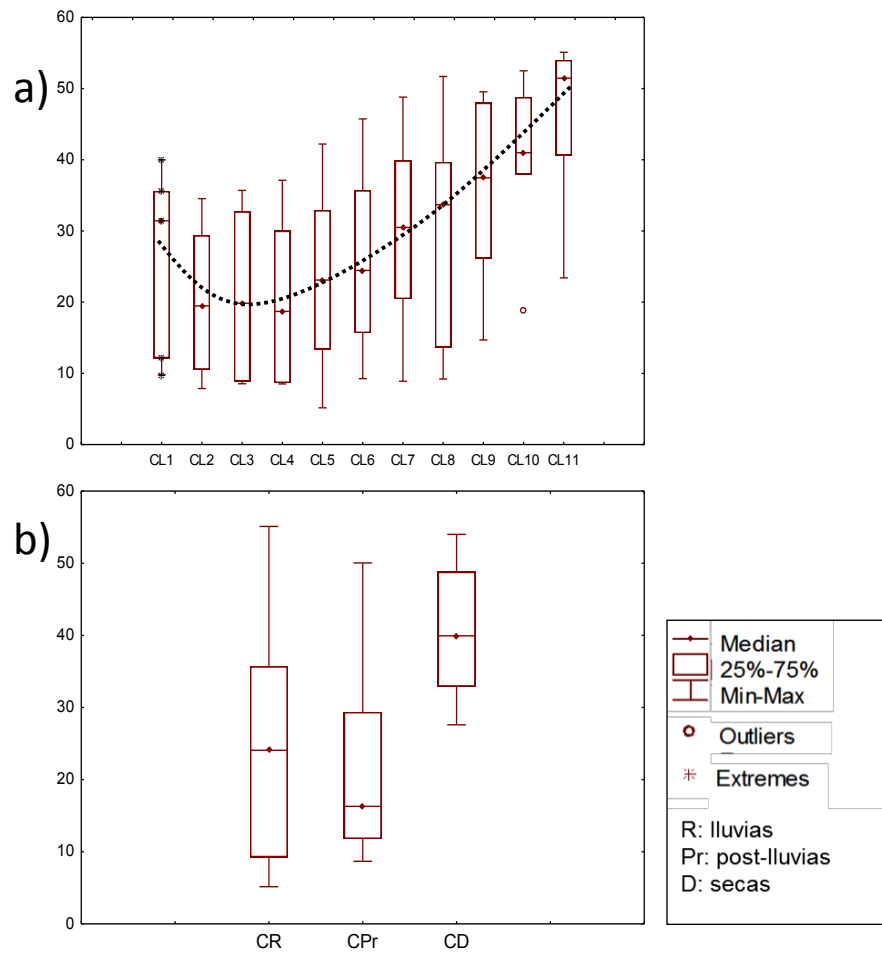 a)
60
50
40
30
20
10
0
CL1 CL2 CL3 CL4 CL5 CL6 CL7 CL8 CL9 CL10 CL11
b)
60
50
40
30
20
10
0
CR CPr CD
Median
25%-75%
Min-Max
Outliers
Extremes
R: lluvias
Pr: post-lluvias
D: secas